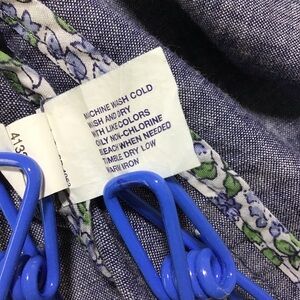 MACHINE WASH COLD
WASH AND DRY
WITH LIKE COLORS
ONLY NON-CHLORINE
BLEACH WHEN NEEDED
TUMBLE DRY LOW
WARM IRON